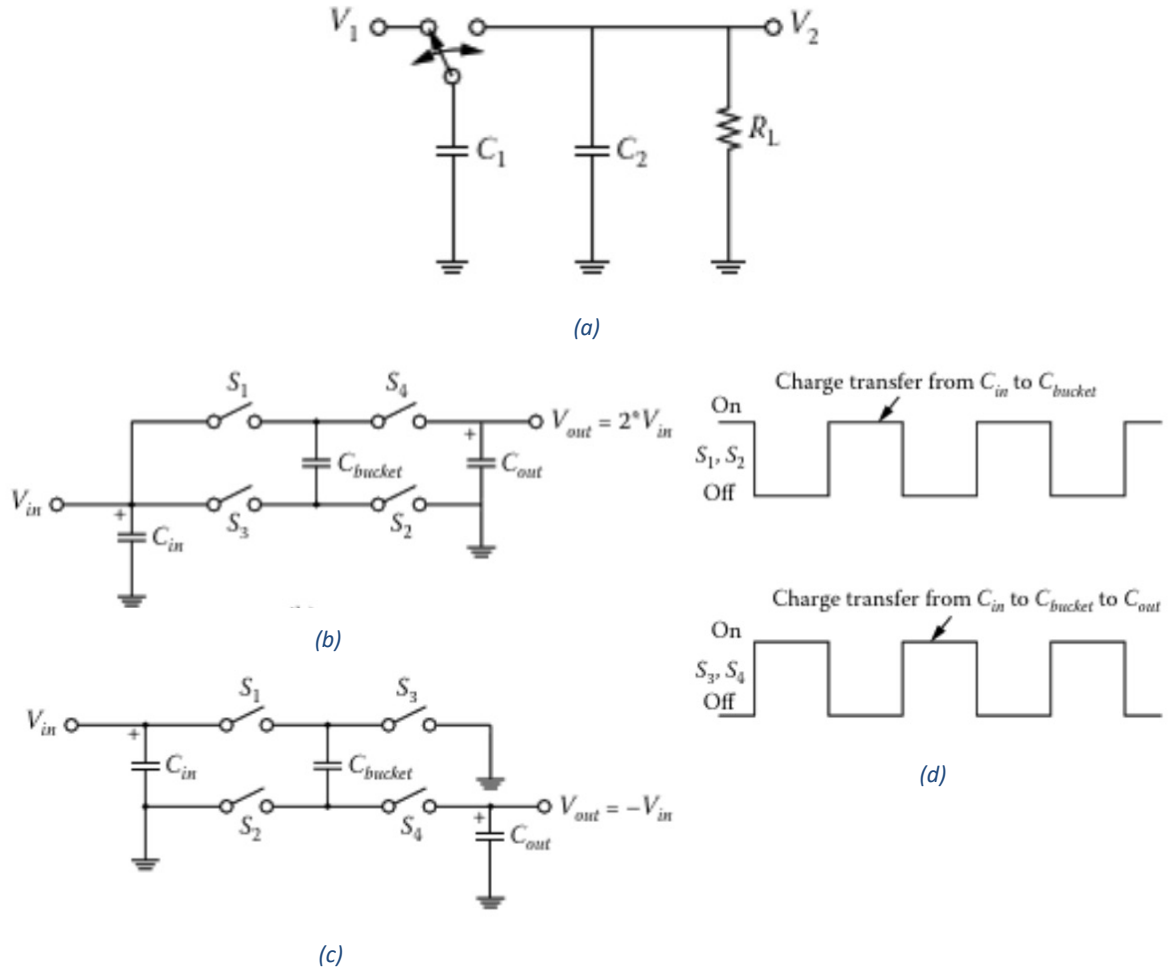 V1
V2
C1
C2
RL
(a)
S1
S4
Vout = 2*Vin
Cbucket
Cout
Vin
S3
S2
Cin
(b)
Charge transfer from Cin to Cbucket
On
S1, S2
Off
Charge transfer from Cin to Cbucket to Cout
On
S3, S4
Off
(d)
S1
S3
Vin
Cin
Cbucket
Vout = −Vin
S2
S4
Cout
(c)